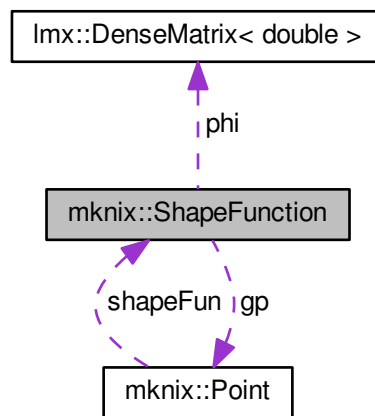 lmx::DenseMatrix< double >
phi
mknix::ShapeFunction
shapeFun gp
mknix::Point